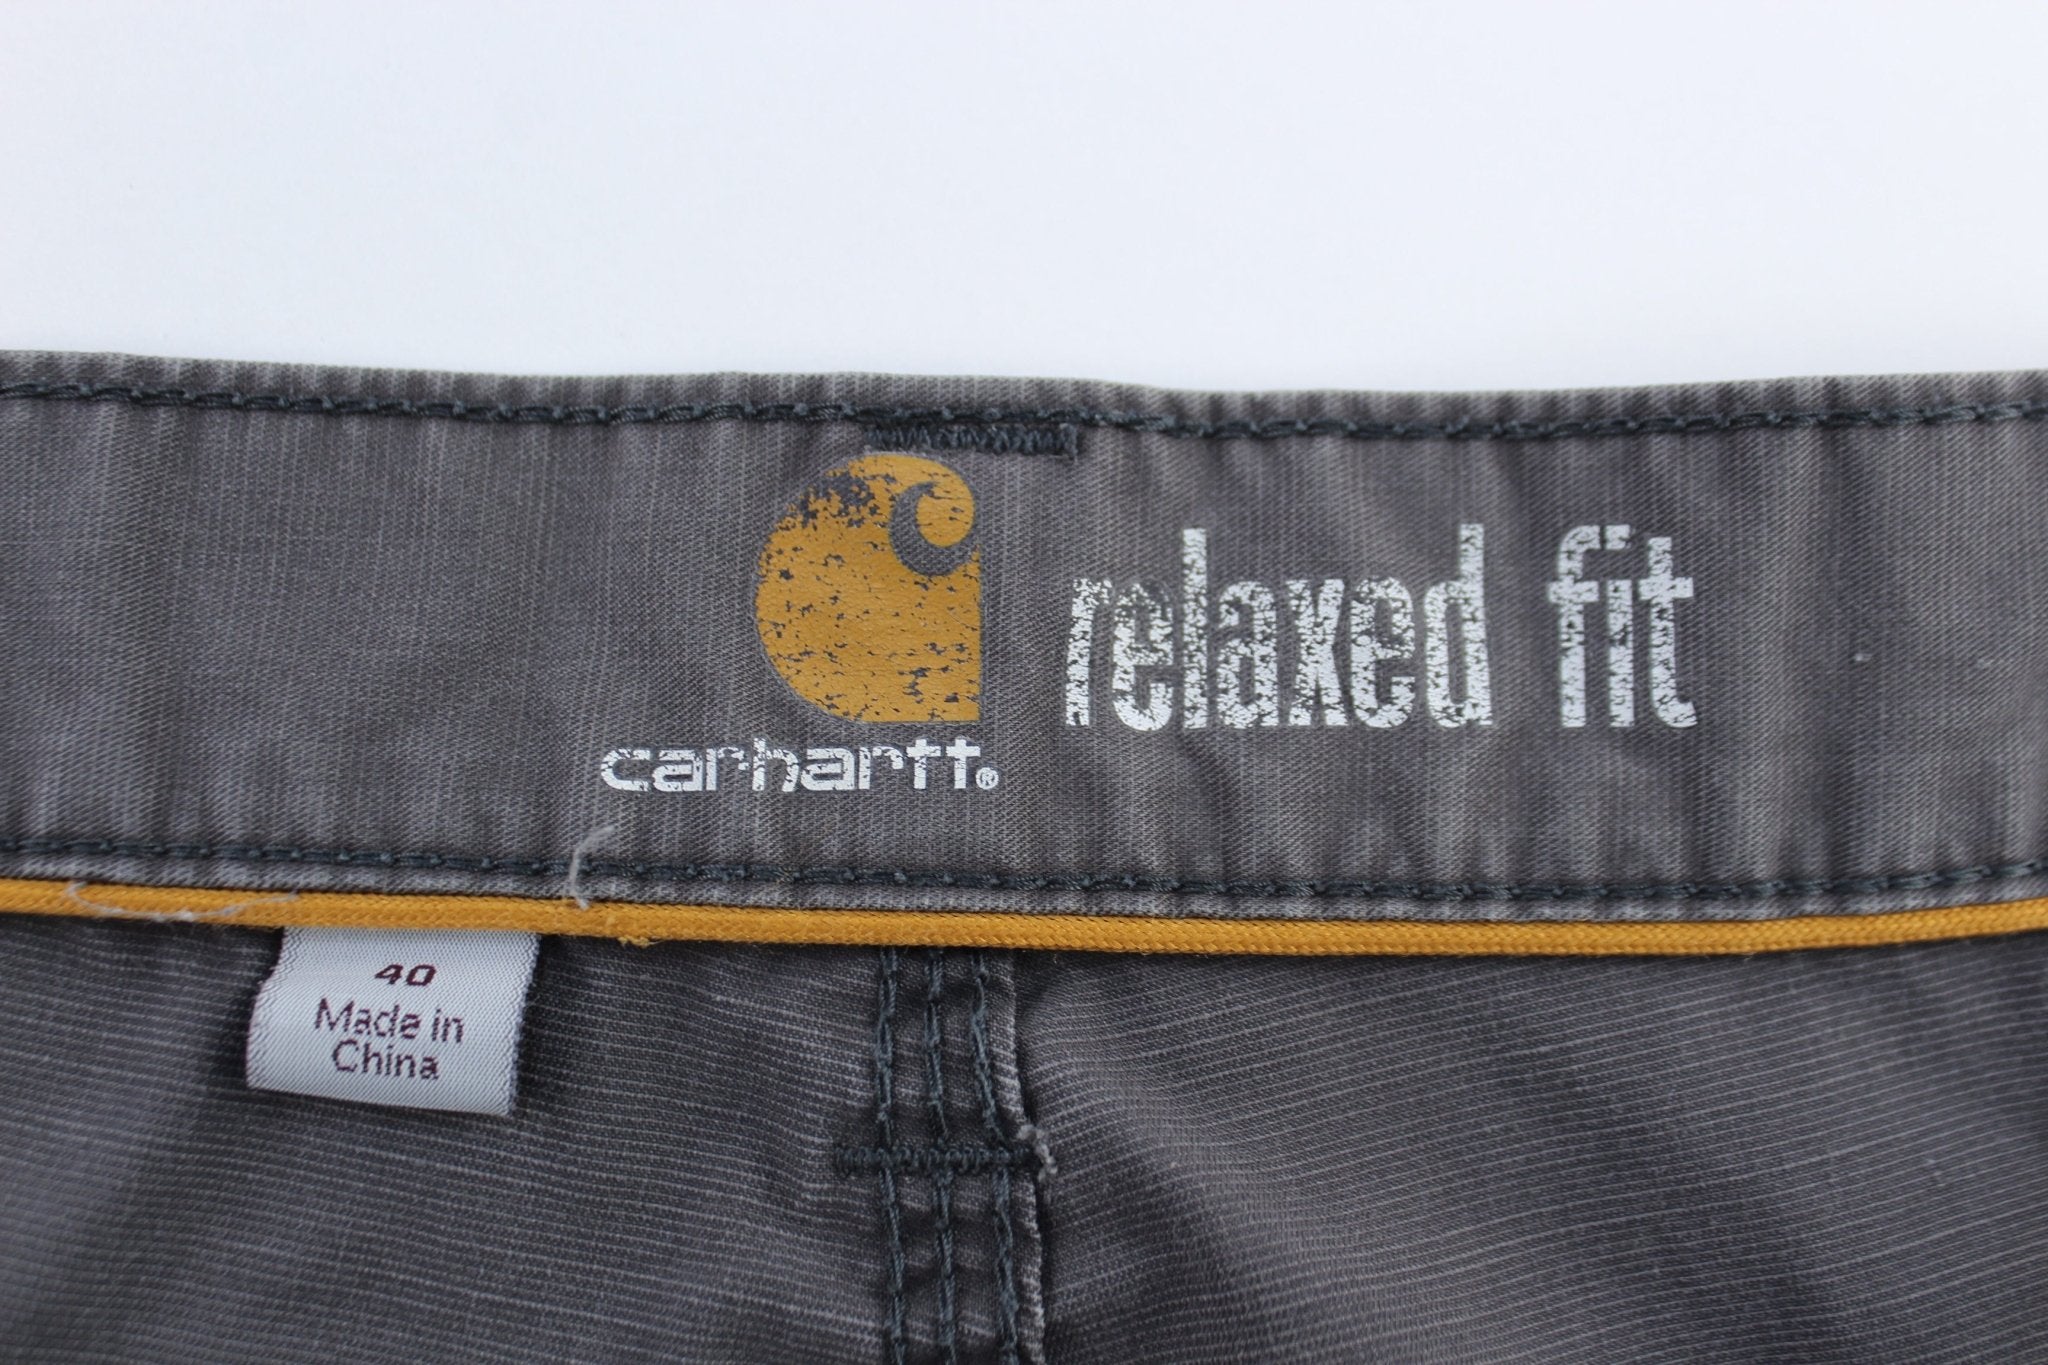 relaxed fit
carhartt®
40
Made in
China